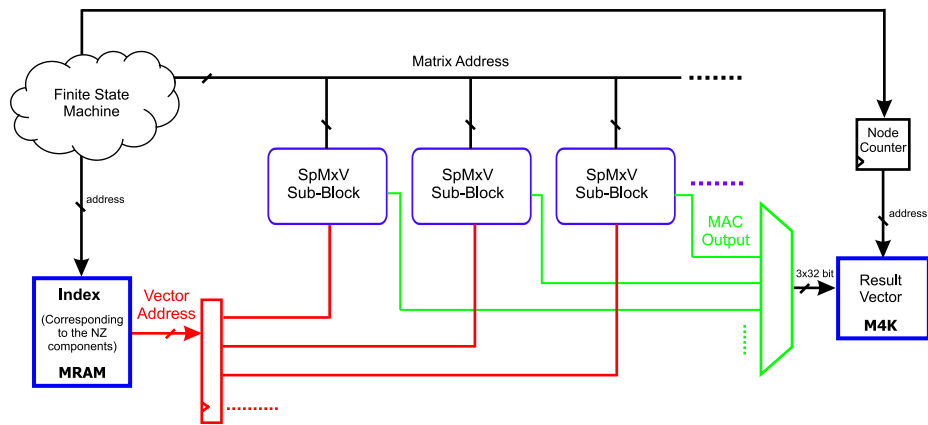 Matrix Address
Finite State
Machine
Node
Counter
SpMxV
Sub-Block
SpMxV
Sub-Block
SpMxV
Sub-Block
address
address
MAC
Output
3x32 bit
Result
Vector
M4K
Index
(Corresponding
to the NZ
components)
MRAM
Vector
Address